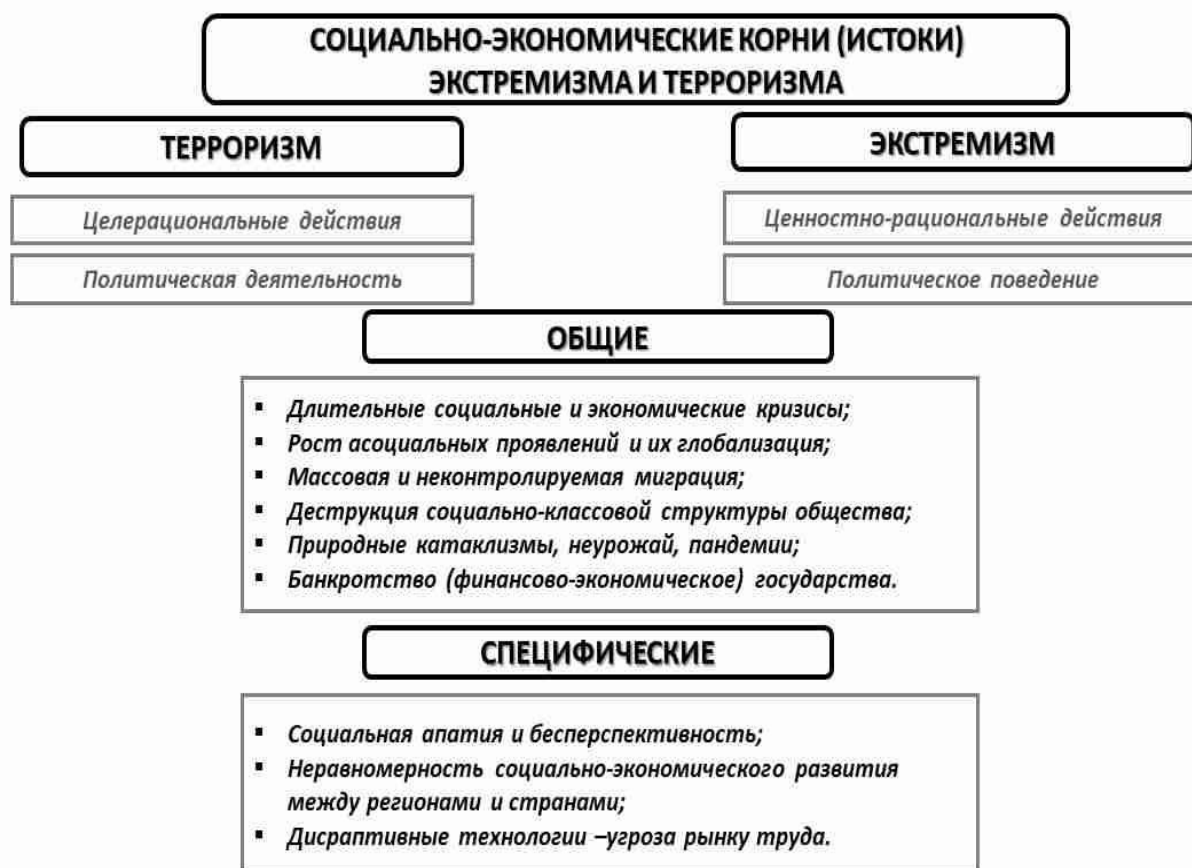 СОЦИАЛЬНО-ЭКОНОМИЧЕСКИЕ КОРНИ (ИСТОКИ)
ЭКСТРЕМИЗМА И ТЕРРОРИЗМА
ТЕРРОРИЗМ
ЭКСТРЕМИЗМ
Целерациональные действия
Ценностно-рациональные действия
Политическая деятельность
Политическое поведение
ОБЩИЕ
▪ Длительные социальные и экономические кризисы;
▪ Рост асоциальных проявлений и их глобализация;
▪ Массовая и неконтролируемая миграция;
▪ Деструкция социально-классовой структуры общества;
▪ Природные катаклизмы, неурожай, пандемии;
▪ Банкротство (финансово-экономическое) государства.
СПЕЦИФИЧЕСКИЕ
▪ Социальная апатия и бесперспективность;
▪ Неравномерность социально-экономического развития
между регионами и странами;
▪ Дисраптивные технологии –угроза рынку труда.